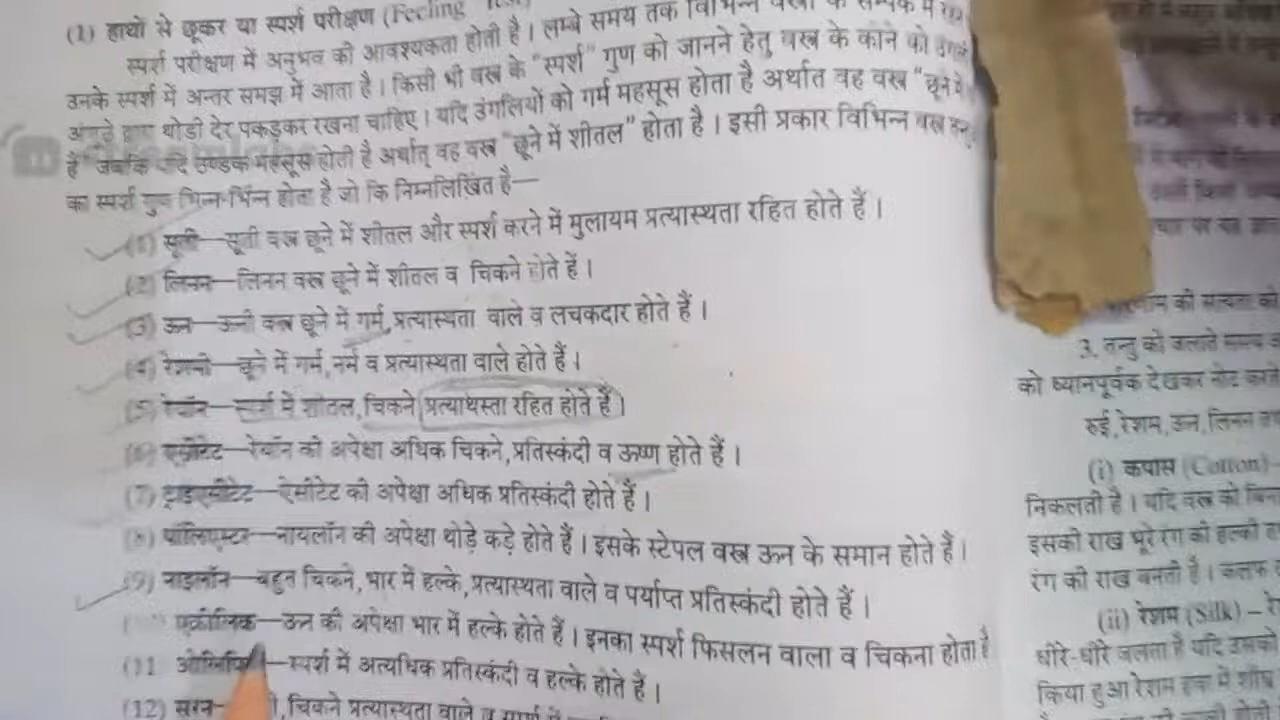 (1) हाथों से छूकर या स्पर्श परीक्षण (Feeling Test)
स्पर्श परीक्षण में अनुभव की आवश्यकता होती है । लम्बे समय तक विभिन्न वस्त्रों के सम्पर्क में
उनके स्पर्श में अन्तर समझ में आता है । किसी भी वस्त्र के "स्पर्श" गुण को जानने हेतु वस्त्र के कोने को
अंगूठे द्वारा थोडी देर पकड़कर रखना चाहिए । यदि उंगलियों को गर्म महसूस होता है अर्थात वह वस्त्र "छूने में
है" जबकि यदि ठण्डक महसूस होती है अर्थात् वह वस्त्र "छूने में शीतल" होता है । इसी प्रकार विभिन्न वस्त्र
का स्पर्श गुण भिन्न-भिन्न होता है जो कि निम्नलिखित है—
(1) सूती—सूती वस्त्र छूने में शीतल और स्पर्श करने में मुलायम प्रत्यास्थता रहित होते हैं ।
(2) लिनन—लिनन वस्त्र छूने में शीतल व चिकने होते हैं ।
(3) ऊन—ऊनी वस्त्र छूने में गर्म, प्रत्यास्थता वाले व लचकदार होते हैं ।
(4) रेशमी—छूने में गर्म, नर्म व प्रत्यास्थता वाले होते हैं ।
(5) रेयॉन—स्पर्श में शीतल, चिकने प्रत्याथस्ता रहित होते हैं
(6) एसीटेट—रेयॉन की अपेक्षा अधिक चिकने, प्रतिस्कंदी व ऊष्ण होते हैं ।
(7) ट्राइएसीटेट—ऐसीटेट की अपेक्षा अधिक प्रतिस्कंदी होते हैं ।
(8) पॉलिएस्टर—नायलॉन की अपेक्षा थोड़े कड़े होते हैं । इसके स्टेपल वस्त्र ऊन के समान होते हैं ।
(9) नाइलॉन—बहुत चिकने, भार में हल्के, प्रत्यास्थता वाले व पर्याप्त प्रतिस्कंदी होते हैं ।
एक्रीलिक—ऊन की अपेक्षा भार में हल्के होते हैं । इनका स्पर्श फिसलन वाला व चिकना होता है
(11 —स्पर्श में अत्यधिक प्रतिस्कंदी व हल्के होते हैं ।
(12) सरन— चिकने प्रत्यास्थता वाले व
की सत्यता को
3. तन्तु को जलाते समय
को ध्यानपूर्वक देखकर नोट
रुई, रेशम, ऊन, लिनन
(i) कपास (Cotton)–
निकलती है । यदि वस्त्र को बिना
इसकी राख भूरे रंग की हल्की
रंग की राख बनती है । कलफ
(ii) रेशम (Silk) –
धीरे-धीरे जलता है यदि उसको
किया हुआ रेशम में शीघ्र